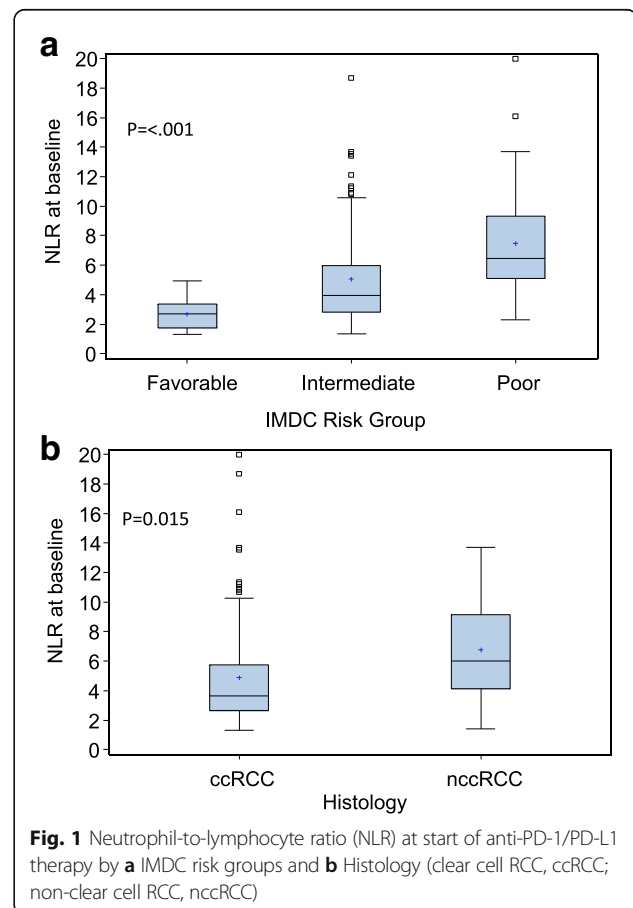 a
20
18
16
14
12
10
8
6
4
2
0
NLR at baseline
P=<.001
Favorable Intermediate Poor
IMDC Risk Group
b
20
18
16
14
12
10
8
6
4
2
0
NLR at baseline
P=0.015
ccRCC nccRCC
Histology
Fig. 1 Neutrophil-to-lymphocyte ratio (NLR) at start of anti-PD-1/PD-L1
therapy by a IMDC risk groups and b Histology (clear cell RCC, ccRCC;
non-clear cell RCC, nccRCC)